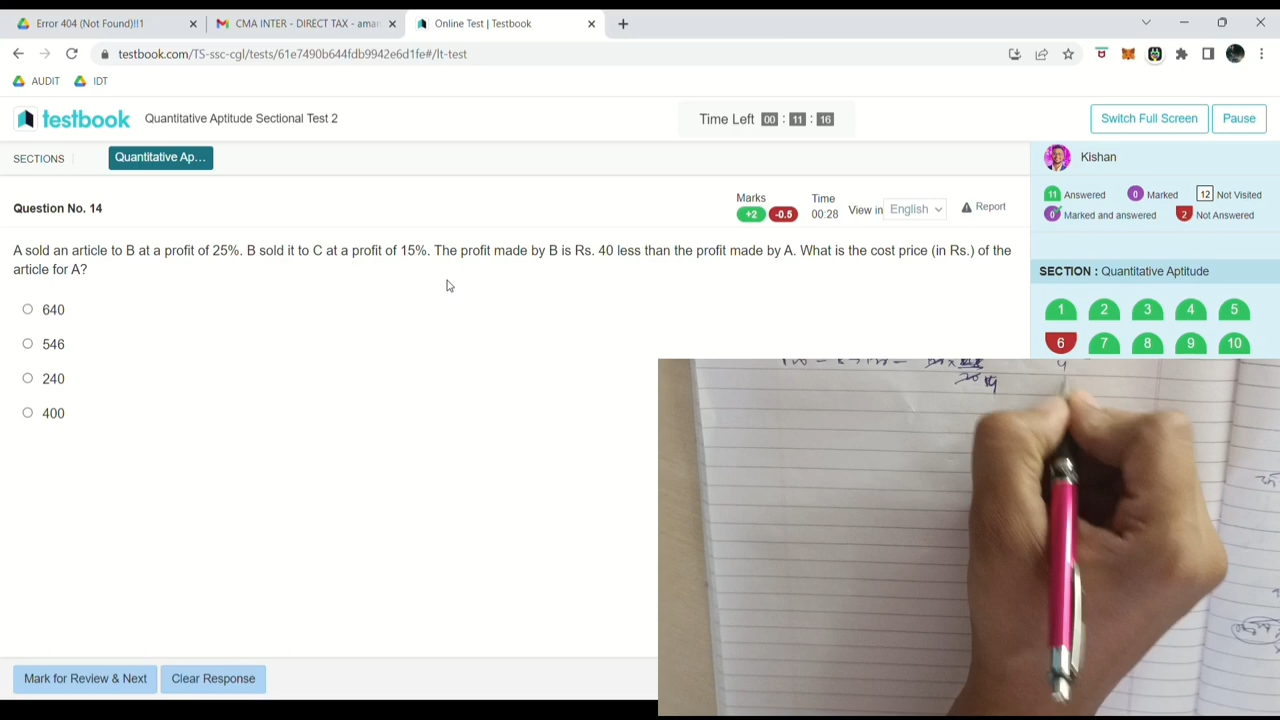 Error 404 (Not Found)!!1
CMA INTER - DIRECT TAX - aman
Online Test | Testbook
testbook.com/TS-ssc-cgl/tests/61e7490b644fdb9942e6d1fe#/lt-test
AUDIT IDT
testbook Quantitative Aptitude Sectional Test 2 Time Left 00 : 11 : 16 Switch Full Screen Pause
SECTIONS Quantitative Ap... Kishan
11 Answered 0 Marked 12 Not Visited
0 Marked and answered 2 Not Answered
Question No. 14 Marks +2 -0.5 Time 00:28 View in English Report
A sold an article to B at a profit of 25%. B sold it to C at a profit of 15%. The profit made by B is Rs. 40 less than the profit made by A. What is the cost price (in Rs.) of the
article for A?
SECTION : Quantitative Aptitude
1 2 3 4 5
6 7 8 9 10
640
546
240
400
Mark for Review & Next Clear Response